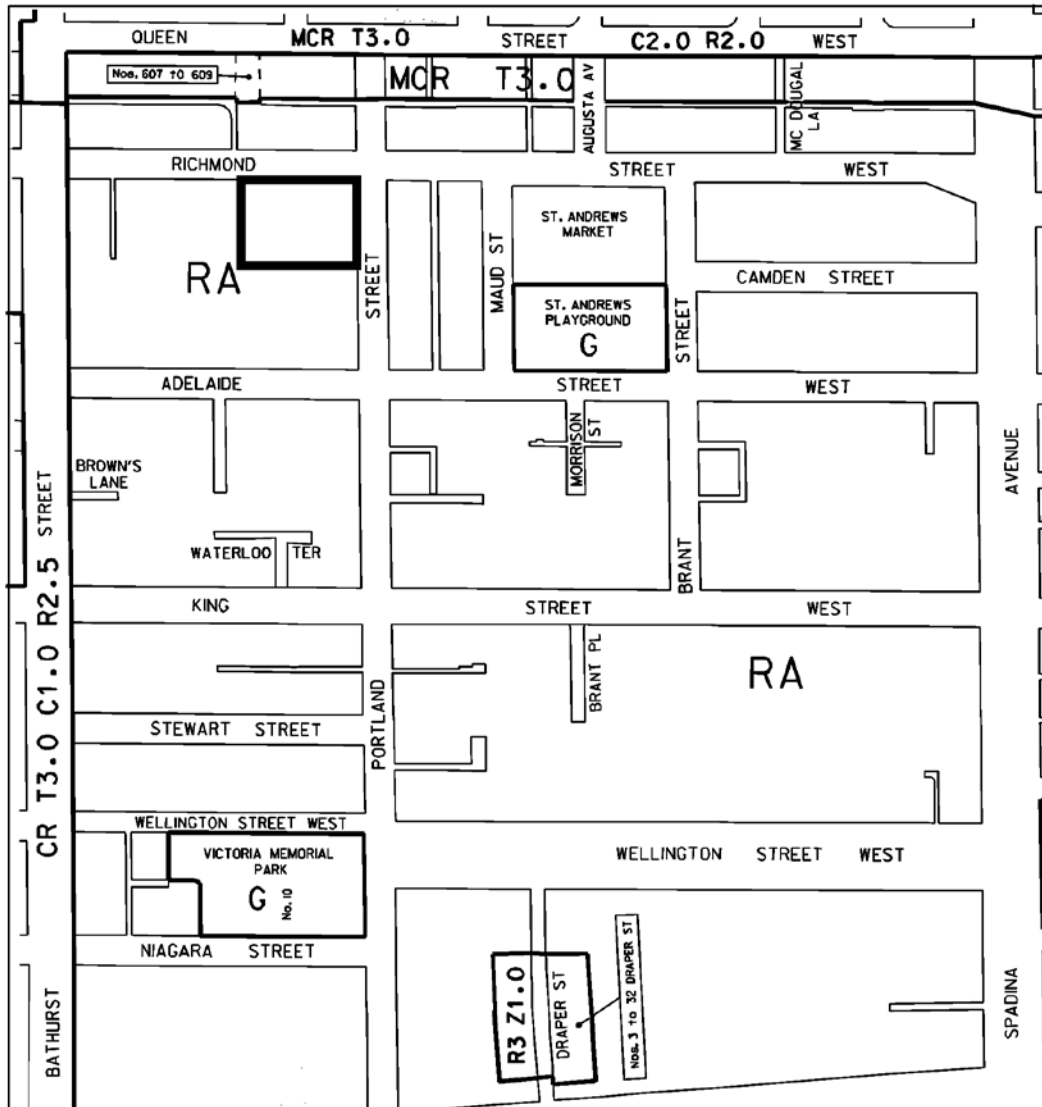 QUEEN MCR T3.0 STREET C2.0 R2.0 WEST
Nos. 607 TO 609
MCR T3.0
AUGUSTA AV
MC DOUGAL
LA
RICHMOND STREET WEST
ST. ANDREWS
MARKET
RA
STREET
MAUD ST
CAMDEN STREET
ST. ANDREWS
PLAYGROUND
G
STREET
ADELAIDE STREET WEST
MORRISON
ST
AVENUE
BROWN'S
LANE
STREET
WATERLOO TER
BRANT
KING STREET WEST
CR T3.0 C1.0 R2.5
BRANT PL
RA
PORTLAND
STEWART STREET
WELLINGTON STREET WEST
VICTORIA MEMORIAL
PARK
G No. 10
WELLINGTON STREET WEST
NIAGARA STREET
R3 Z1.0
DRAPER ST
Nos. 3 to 32 DRAPER ST
BATHURST
SPADINA